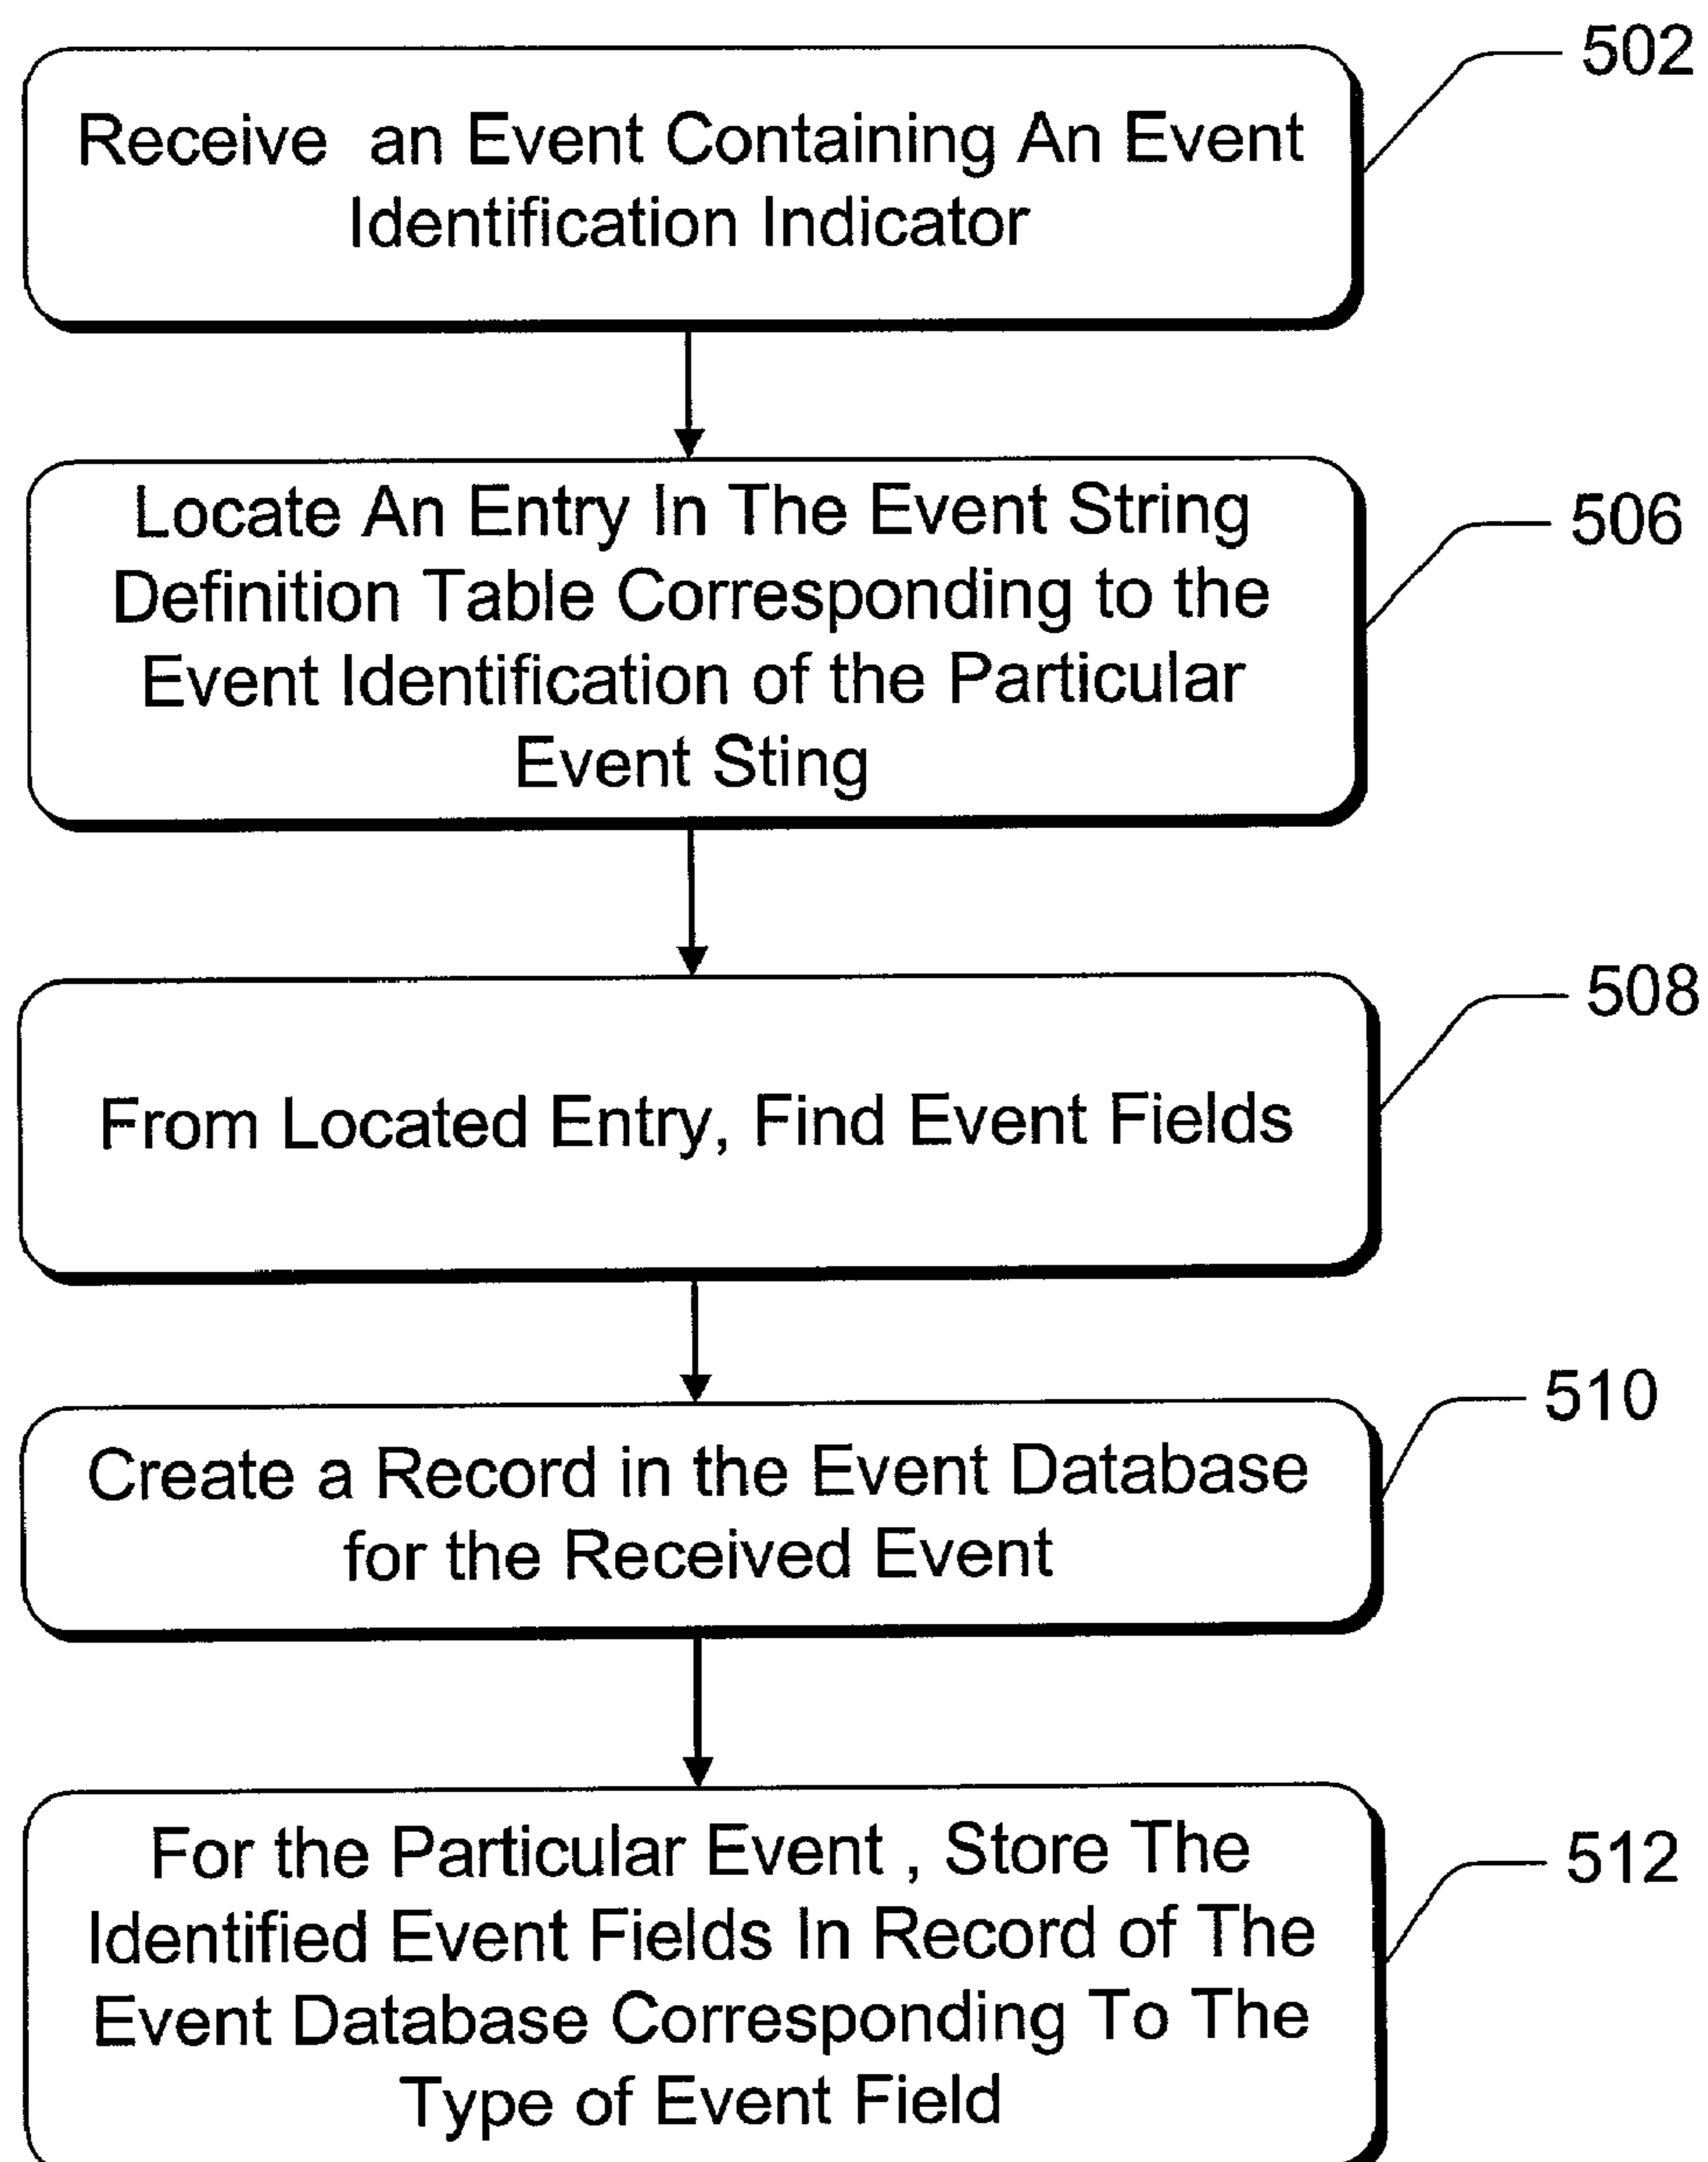 502
Receive an Event Containing An Event
Identification Indicator
506
Locate An Entry In The Event String
Definition Table Corresponding to the
Event Identification of the Particular
Event Sting
508
From Located Entry, Find Event Fields
510
Create a Record in the Event Database
for the Received Event
512
For the Particular Event , Store The
Identified Event Fields In Record of The
Event Database Corresponding To The
Type of Event Field